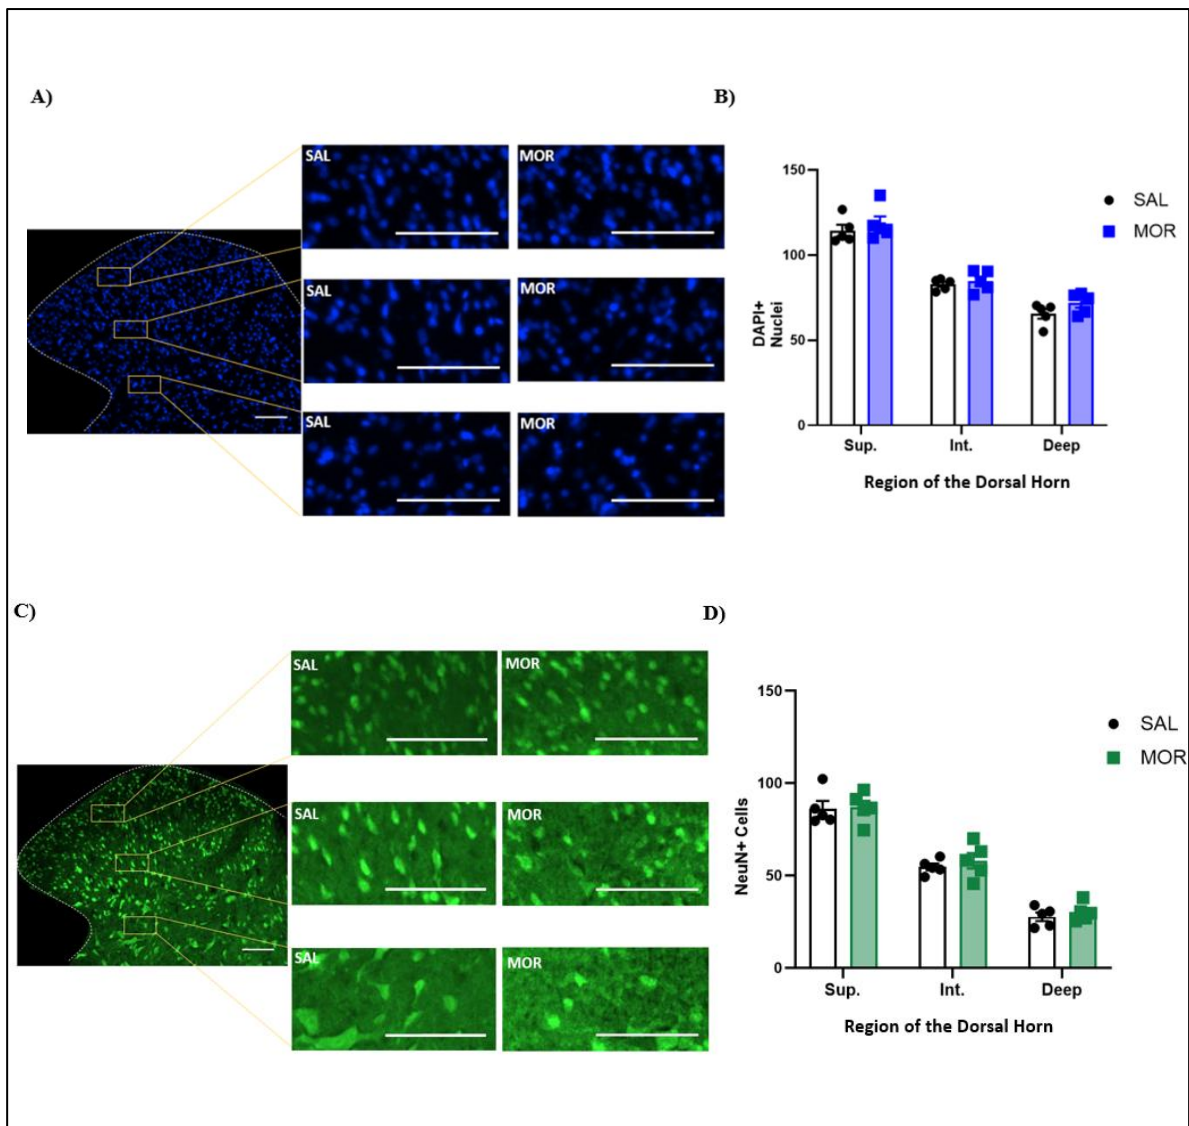 A)
B)
SAL
MOR
SAL
MOR
SAL
MOR
150
100
50
0
DAPI+
Nuclei
SAL
MOR
Sup.
Int.
Deep
Region of the Dorsal Horn
C)
D)
SAL
MOR
SAL
MOR
SAL
MOR
150
100
50
0
NeuN+ Cells
SAL
MOR
Sup.
Int.
Deep
Region of the Dorsal Horn